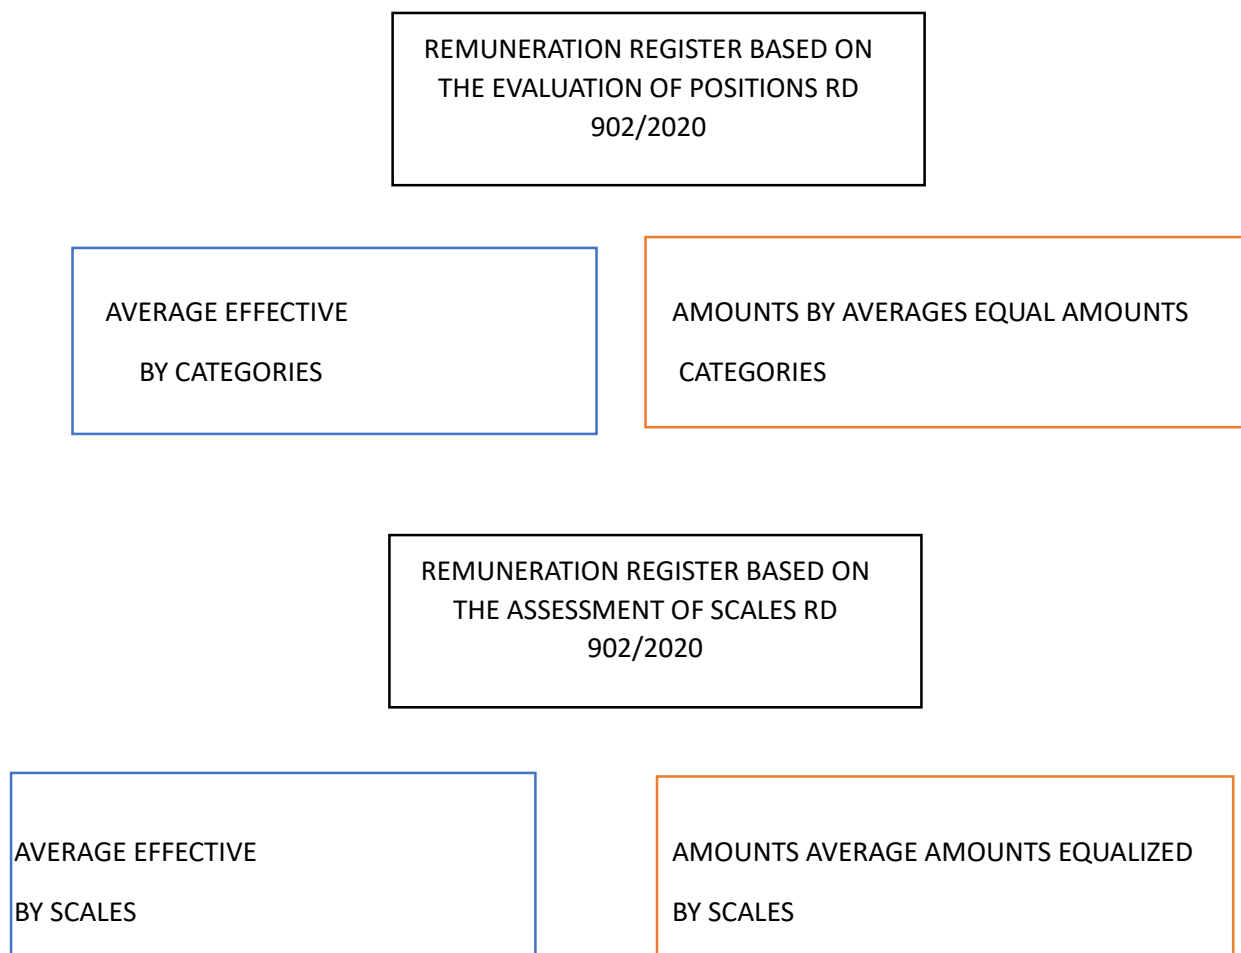 REMUNERATION REGISTER BASED ON
THE EVALUATION OF POSITIONS RD
902/2020
AVERAGE EFFECTIVE
BY CATEGORIES
AMOUNTS BY AVERAGES EQUAL AMOUNTS
CATEGORIES
REMUNERATION REGISTER BASED ON
THE ASSESSMENT OF SCALES RD
902/2020
AVERAGE EFFECTIVE
BY SCALES
AMOUNTS AVERAGE AMOUNTS EQUALIZED
BY SCALES